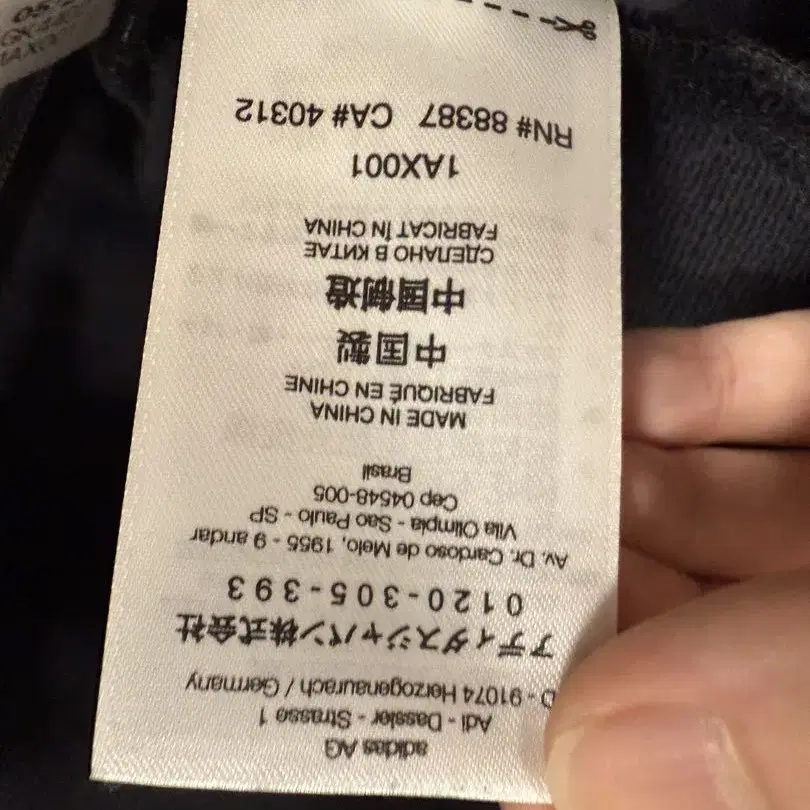 adidas AG
Adi - Dassler - Strasse 1
D - 91074 Herzogenaurach / Germany
アディダスジャパン株式会社
0120-305-393
Av. Dr. Cardoso de Melo, 1955 - 9 andar
Vila Olimpia - Sao Paulo - SP
Cep 04548-005
Brasil
MADE IN CHINA
FABRIQUÉ EN CHINE
中国製
中国制造
СДЕЛАНО В КИТАЕ
FABRICAT ÎN CHINA
1AX001
RN# 88387 CA# 40312